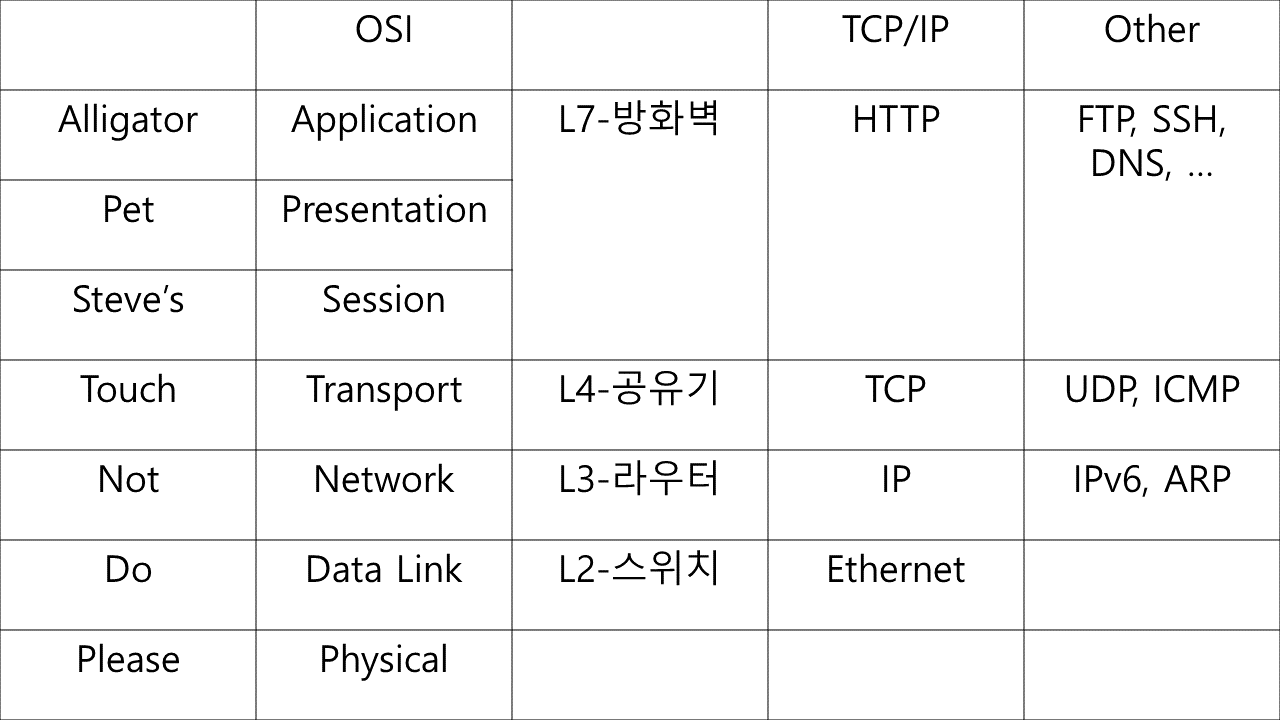 OSI TCP/IP Other
Alligator Application L7-방화벽 HTTP FTP, SSH,
DNS, ...
Pet Presentation
Steve’s Session
Touch Transport L4-공유기 TCP UDP, ICMP
Not Network L3-라우터 IP IPv6, ARP
Do Data Link L2-스위치 Ethernet
Please Physical